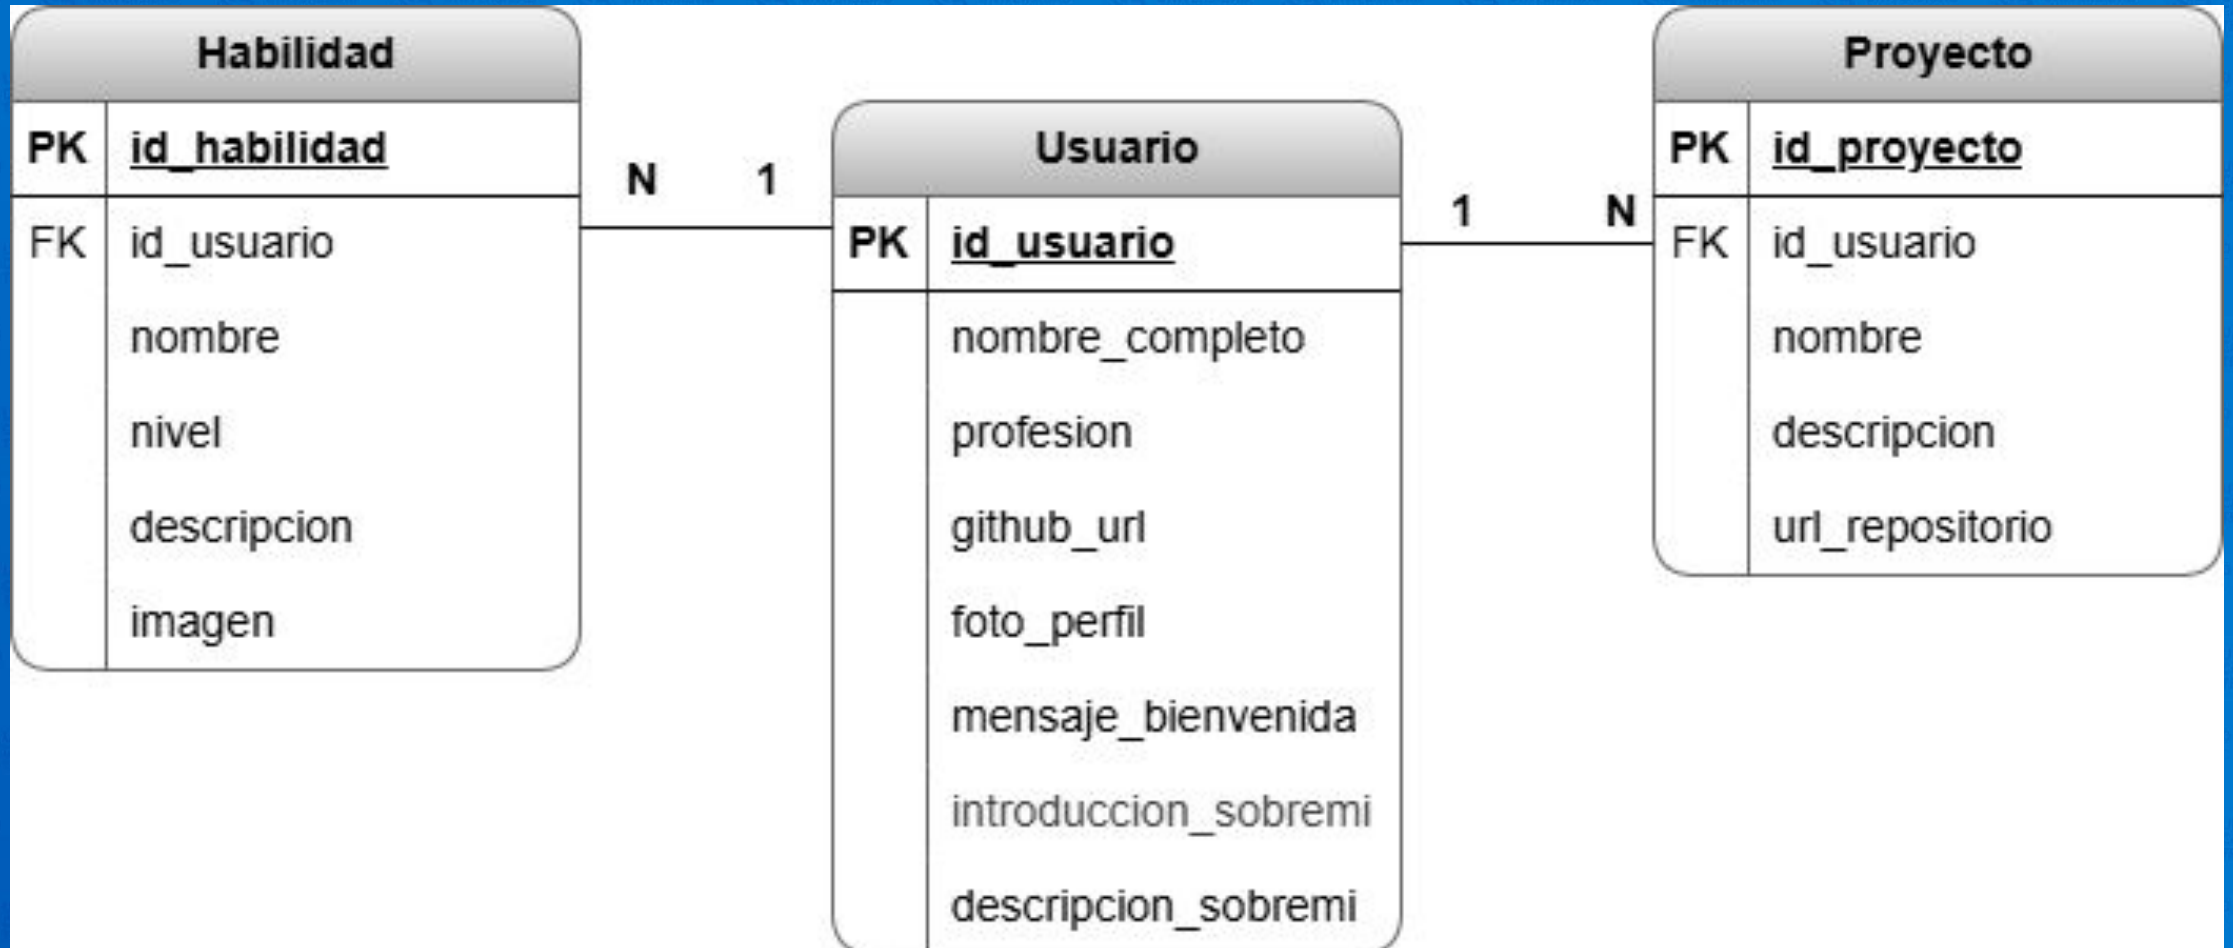 Habilidad
PK id_habilidad
FK id_usuario
nombre
nivel
descripcion
imagen
N 1
Usuario
PK id_usuario
nombre_completo
profesion
github_url
foto_perfil
mensaje_bienvenida
introduccion_sobremi
descripcion_sobremi
1 N
Proyecto
PK id_proyecto
FK id_usuario
nombre
descripcion
url_repositorio